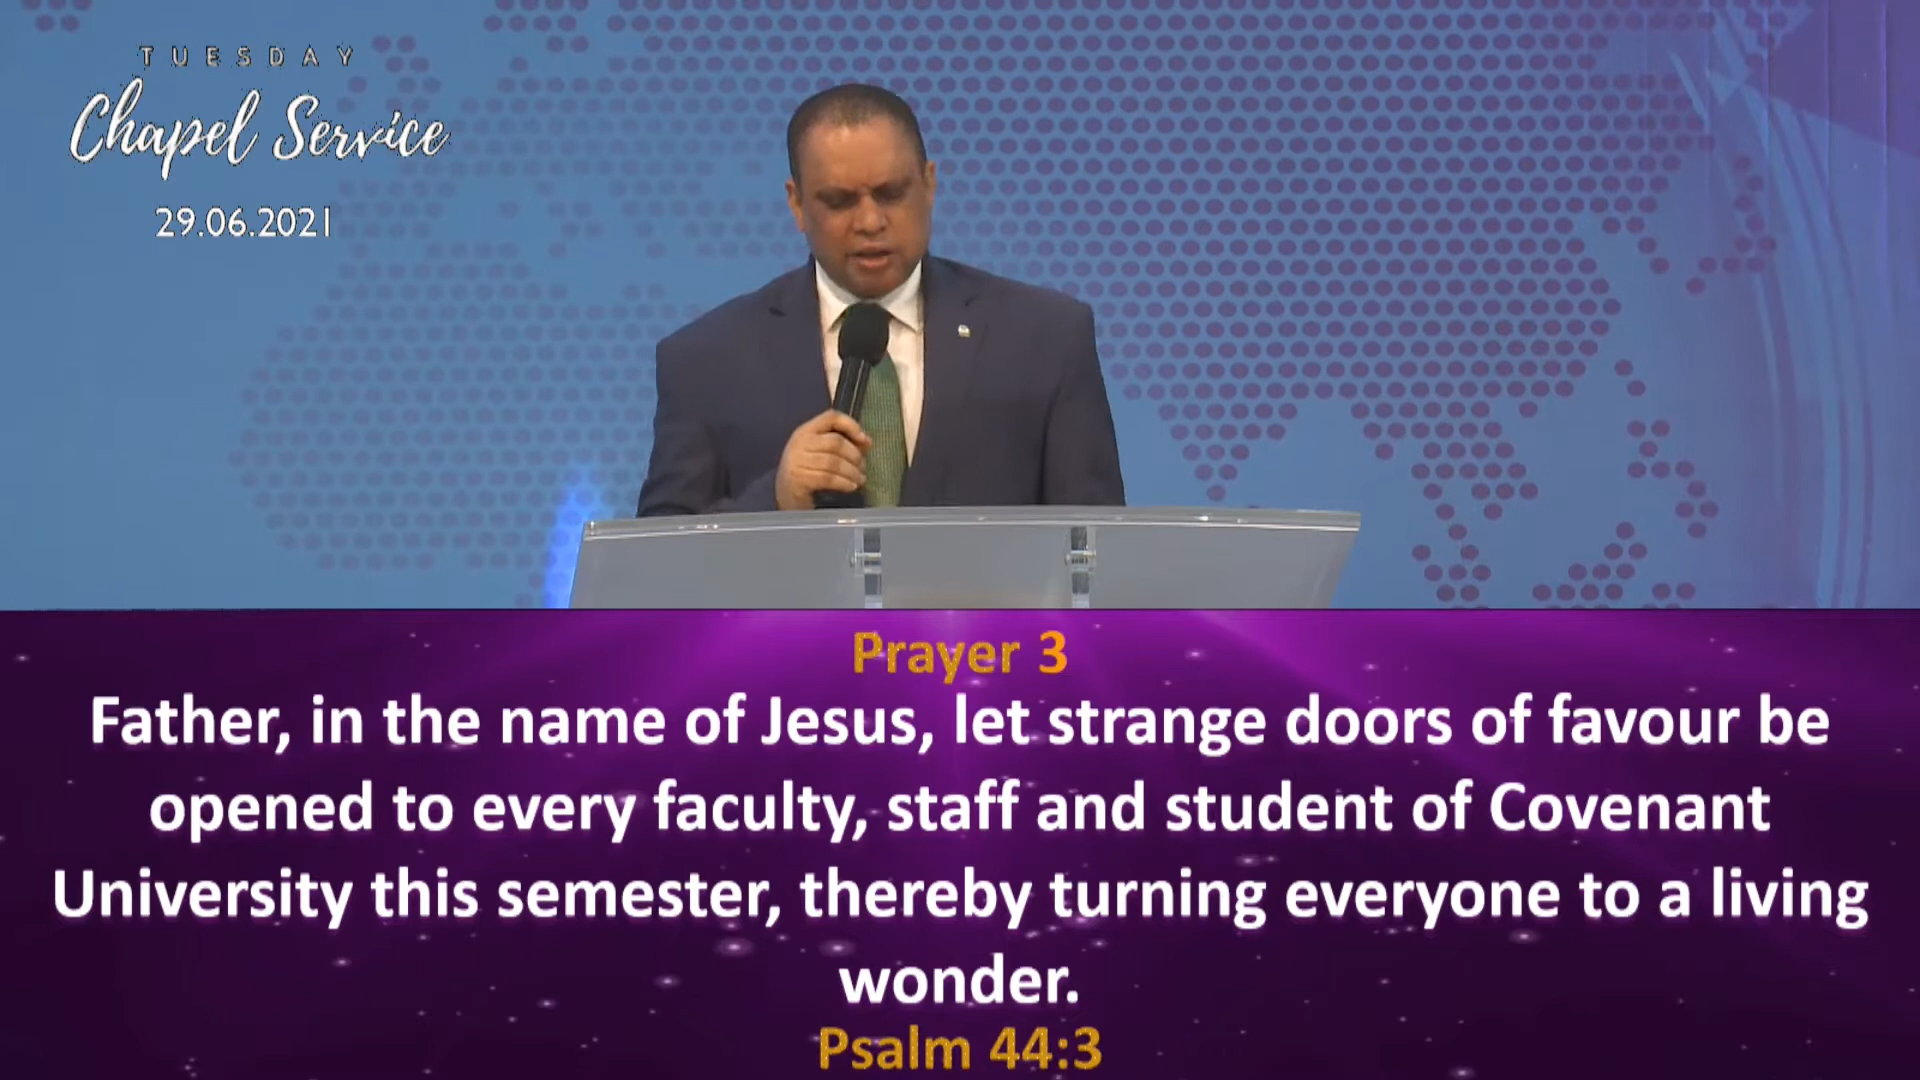 TUESDAY
Chapel Service
29.06.2021
Prayer 3
Father, in the name of Jesus, let strange doors of favour be
opened to every faculty, staff and student of Covenant
University this semester, thereby turning everyone to a living
wonder.
Psalm 44:3